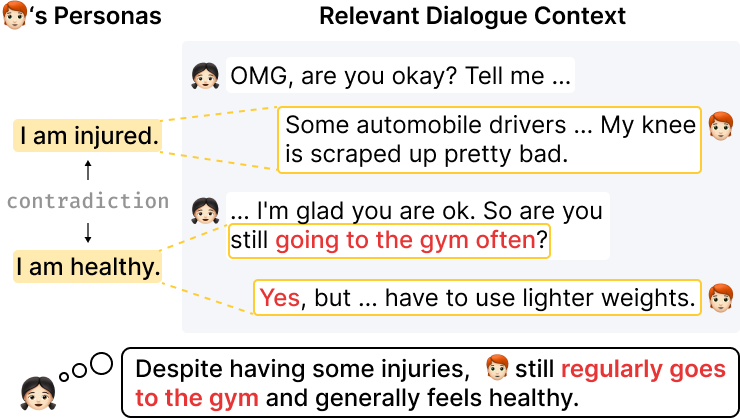 's Personas
Relevant Dialogue Context
OMG, are you okay? Tell me ...
I am injured.
Some automobile drivers ... My knee
is scraped up pretty bad.
contradiction
... I'm glad you are ok. So are you
still going to the gym often?
I am healthy.
Yes, but ... have to use lighter weights.
Despite having some injuries, still regularly goes
to the gym and generally feels healthy.